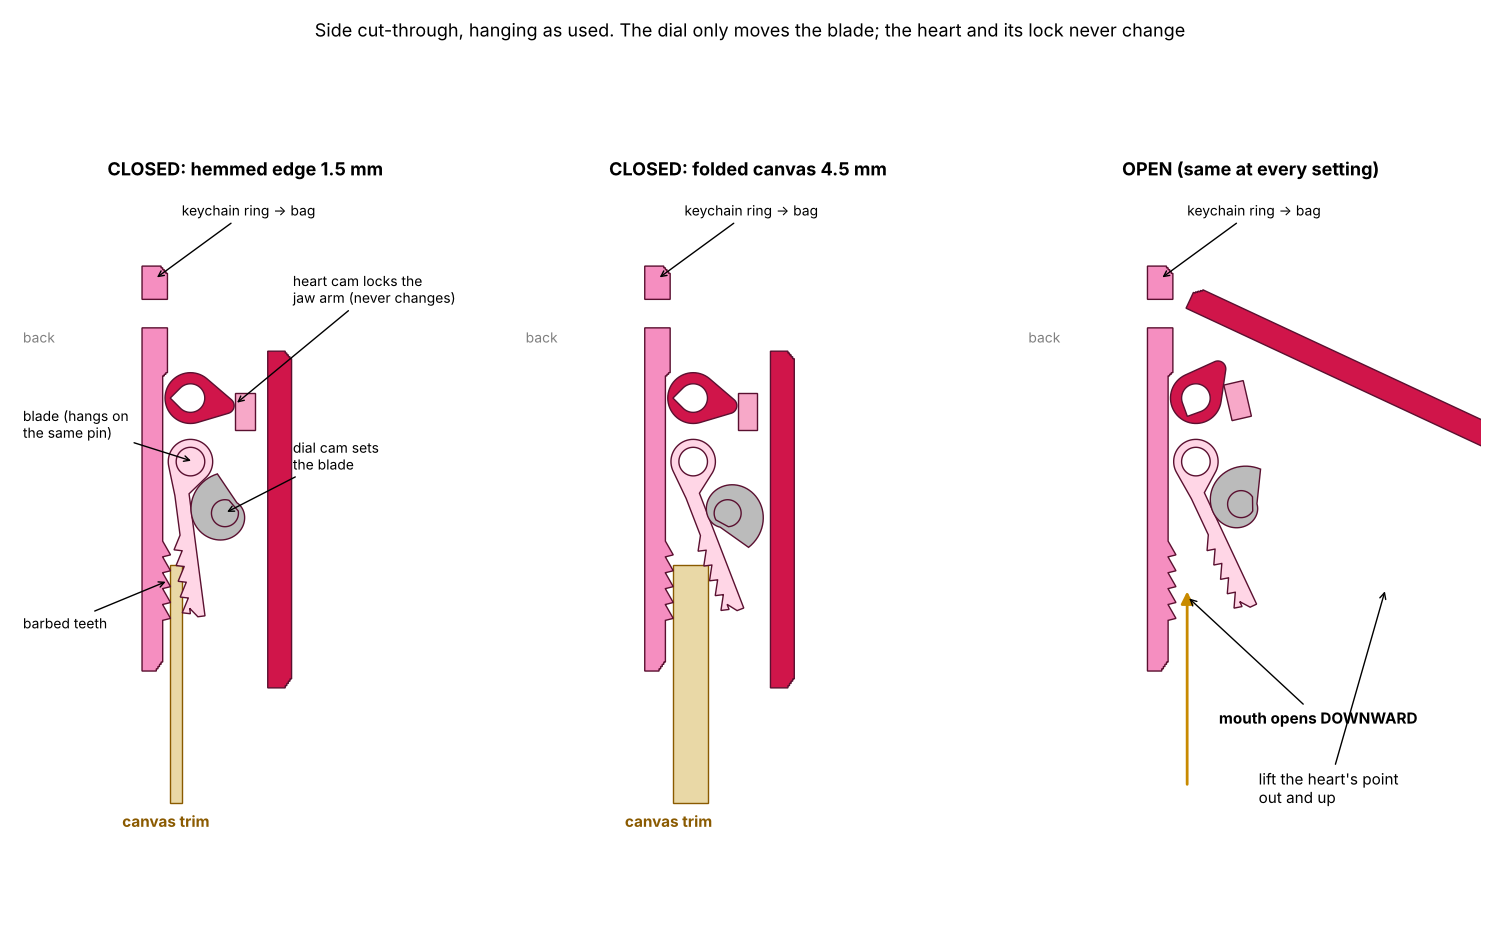 Side cut-through, hanging as used. The dial only moves the blade; the heart and its lock never change
CLOSED: hemmed edge 1.5 mm
keychain ring → bag
heart cam locks the
jaw arm (never changes)
back
blade (hangs on
the same pin)
dial cam sets
the blade
barbed teeth
canvas trim
CLOSED: folded canvas 4.5 mm
keychain ring → bag
back
canvas trim
OPEN (same at every setting)
keychain ring → bag
back
mouth opens DOWNWARD
lift the heart's point
out and up